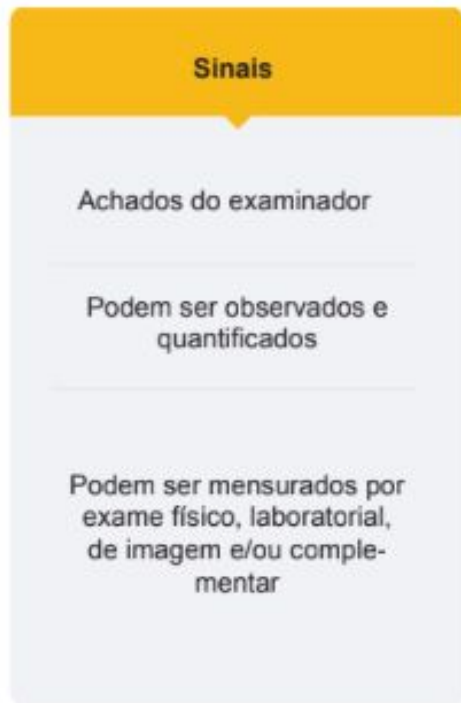 Sinais
Achados do examinador
Podem ser observados e
quantificados
Podem ser mensurados por
exame físico, laboratorial,
de imagem e/ou comple-
mentar